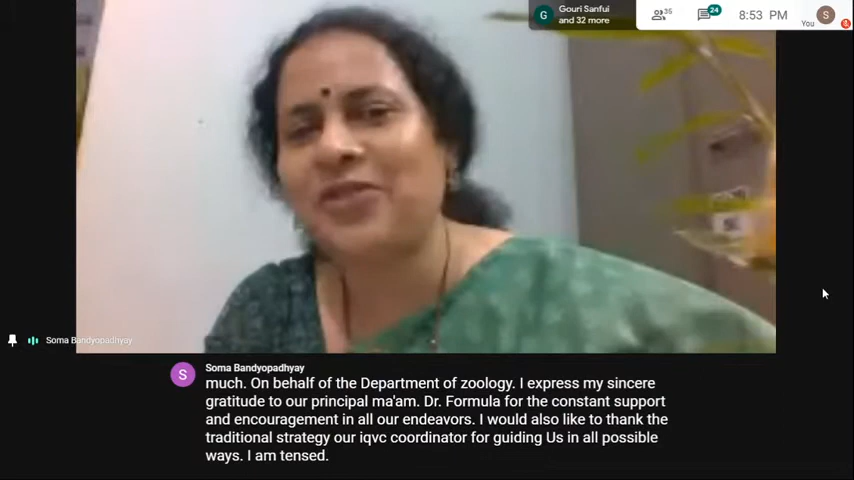 G Gouri Sanfui
and 32 more
35
24
8:53 PM
You
S
Soma Bandyopadhyay
S
Soma Bandyopadhyay
much. On behalf of the Department of zoology. I express my sincere
gratitude to our principal ma'am. Dr. Formula for the constant support
and encouragement in all our endeavors. I would also like to thank the
traditional strategy our iqvc coordinator for guiding Us in all possible
ways. I am tensed.